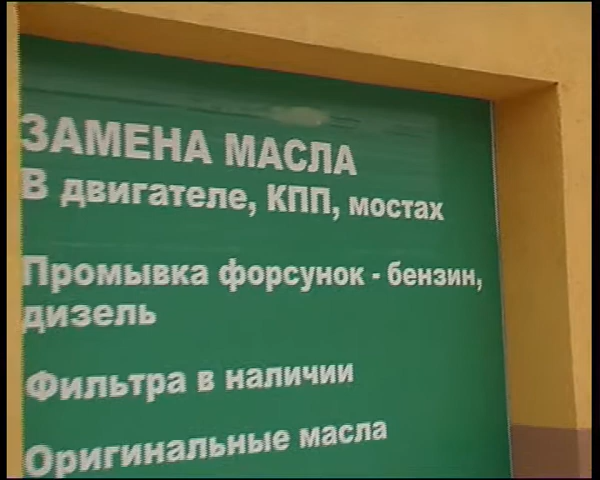 ЗАМЕНА МАСЛА
В двигателе, КПП, мостах
Промывка форсунок - бензин,
дизель
Фильтра в наличии
Оригинальные масла